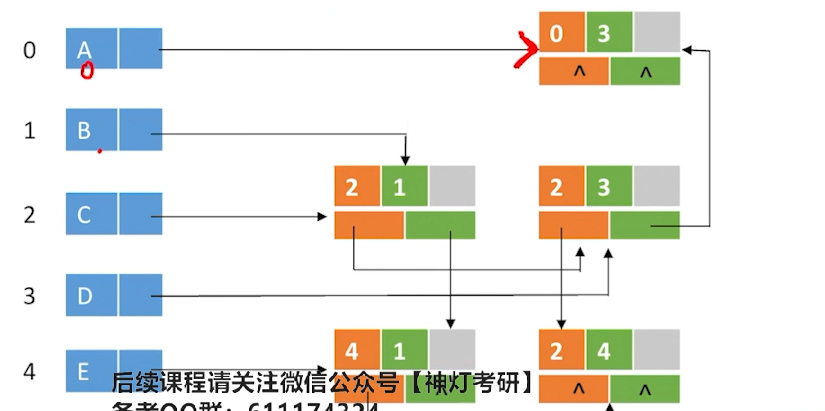 0 A 0 3
0 ^ ^
1 B
2 1 2 3
2 C
3 D
4 1 2 4
4 E
^ ^ ^
后续课程请关注微信公众号【神灯考研】
备考QQ群：611174324